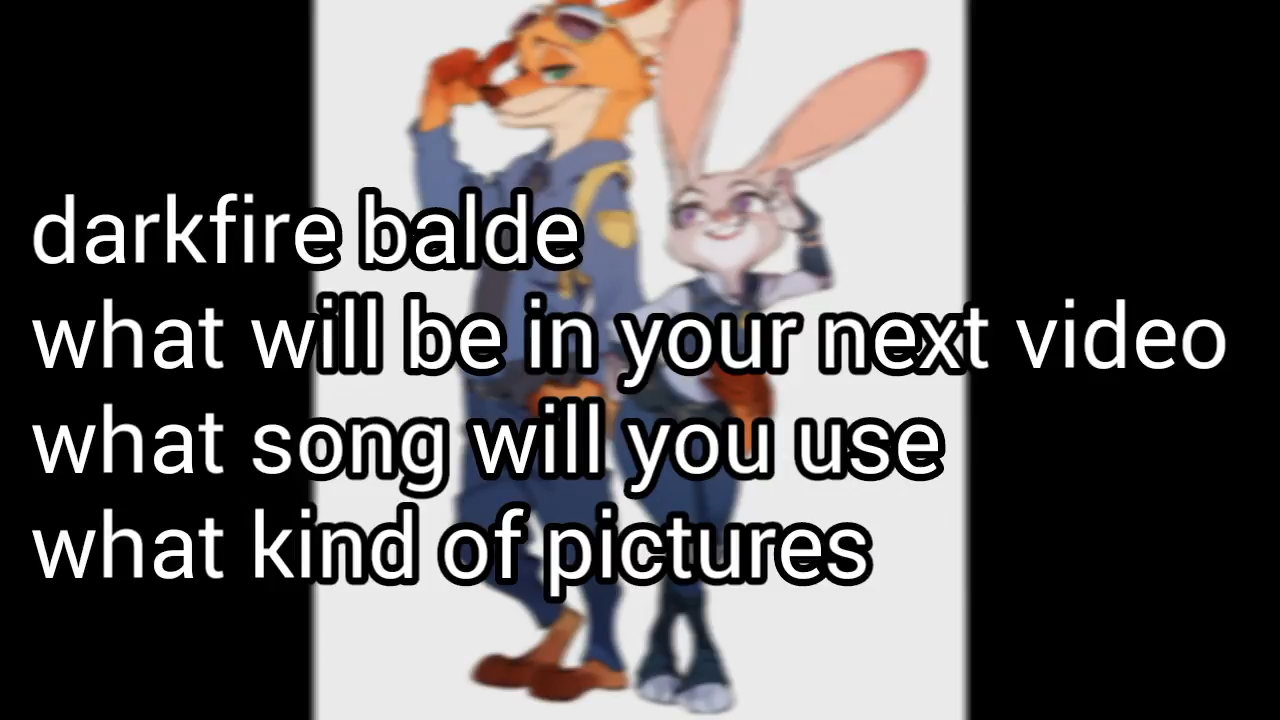 darkfire balde
what will be in your next video
what song will you use
what kind of pictures